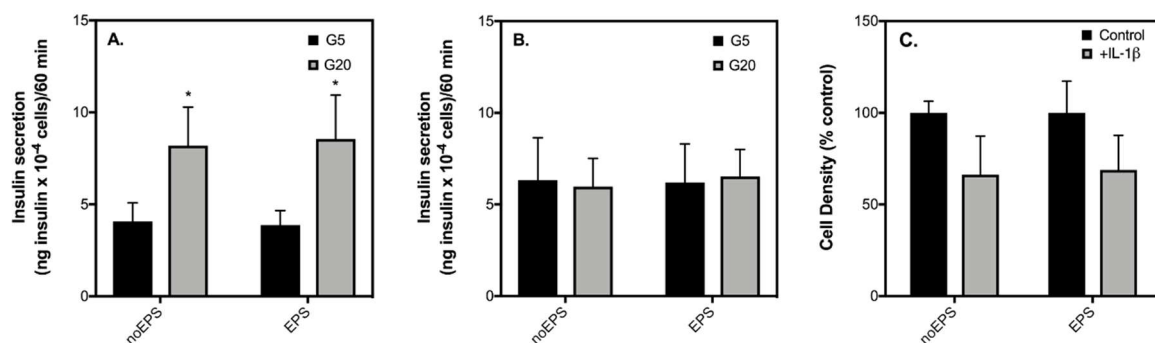 A.
G5
G20
15
10
5
0
Insulin secretion
(ng insulin x 10⁻⁴ cells)/60 min
*
*
noEPS
EPS
B.
G5
G20
15
10
5
0
Insulin secretion
(ng insulin x 10⁻⁴ cells)/60 min
noEPS
EPS
C.
Control
+IL-1β
150
100
50
0
Cell Density (% control)
noEPS
EPS